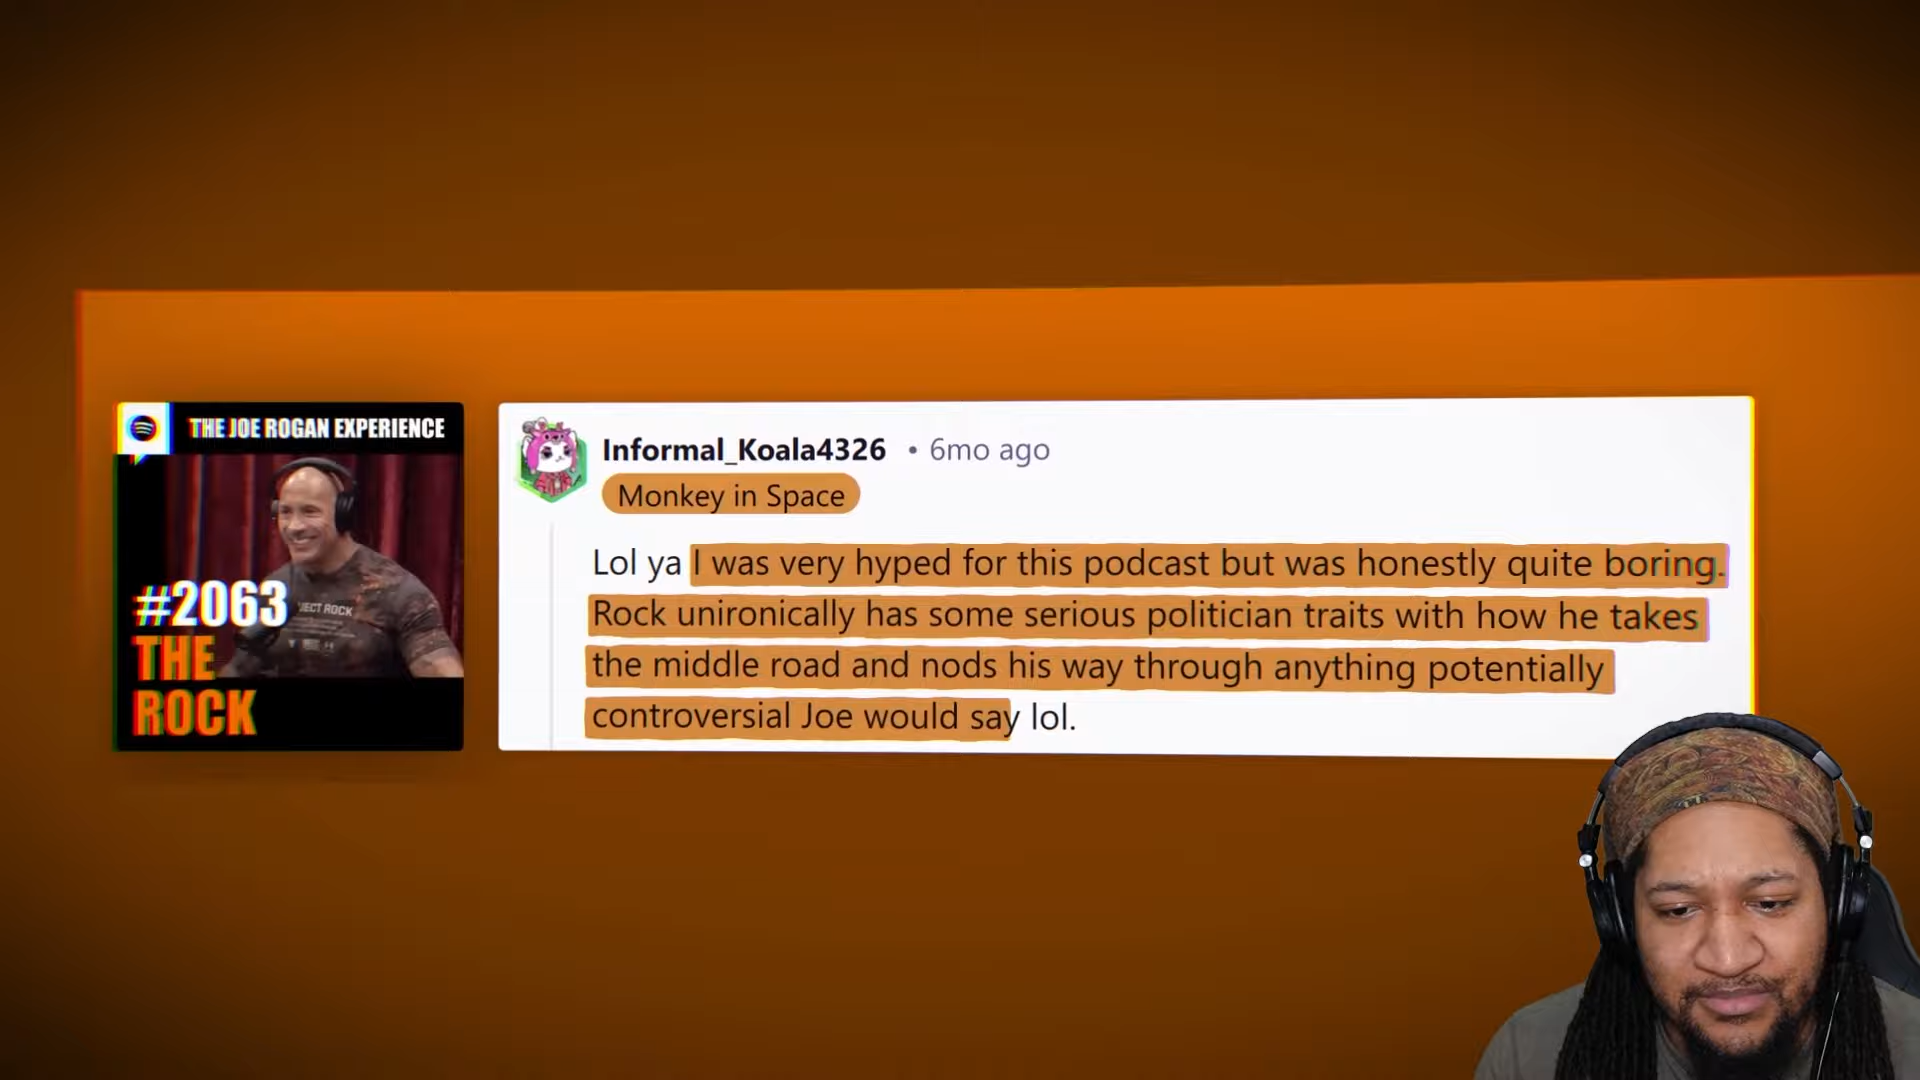 THE JOE ROGAN EXPERIENCE
#2063
THE
ROCK
JECT ROCK
Informal_Koala4326 • 6mo ago
Monkey in Space
Lol ya I was very hyped for this podcast but was honestly quite boring.
Rock unironically has some serious politician traits with how he takes
the middle road and nods his way through anything potentially
controversial Joe would say lol.